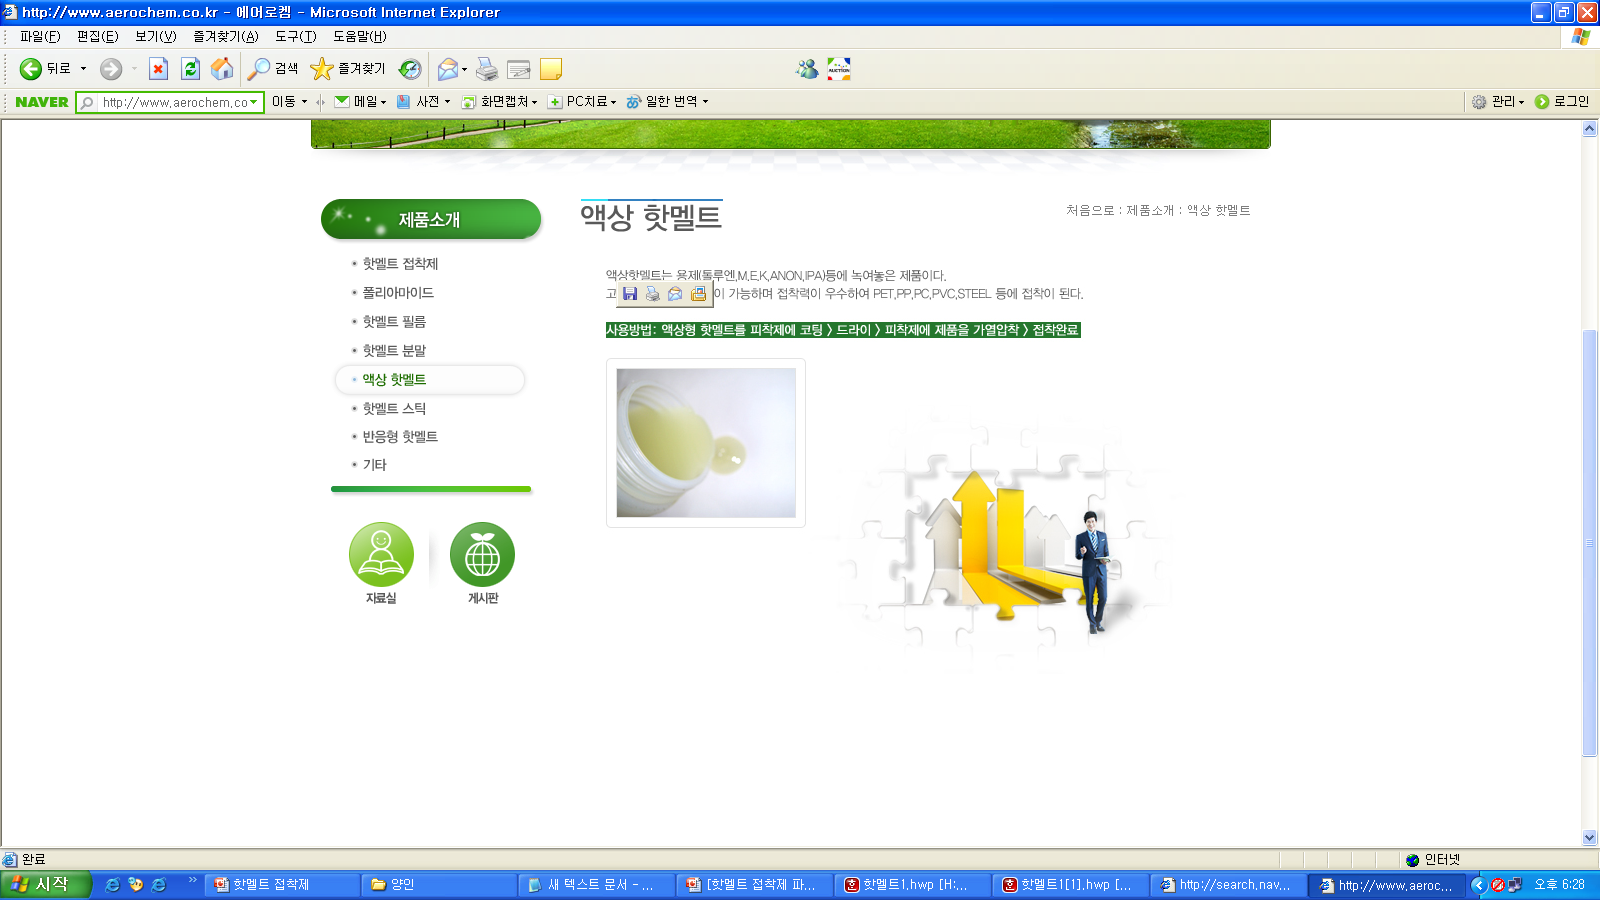 http://www.aerochem.co.kr - 에어로켐 - Microsoft Internet Explorer
파일(F) 편집(E) 보기(V) 즐겨찾기(A) 도구(T) 도움말(H)
뒤로 검색 즐겨찾기 AUCTION
NAVER http://www.aerochem.co 이동 메일 사전 화면캡처 PC치료 일한 번역 관리 로그인
제품소개
핫멜트 접착제
폴리아마이드
핫멜트 필름
핫멜트 분말
액상 핫멜트
핫멜트 스틱
반응형 핫멜트
기타
자료실 게시판
액상 핫멜트
처음으로 : 제품소개 : 액상 핫멜트
액상핫멜트는 용제(톨루엔,M.E.K,ANON,IPA)등에 녹여놓은 제품이다.
고 이 가능하며 접착력이 우수하여 PET,PP,PC,PVC,STEEL 등에 접착이 된다.
사용방법: 액상형 핫멜트를 피착제에 코팅 > 드라이 > 피착제에 제품을 가열압착 > 접착완료
완료 인터넷
시작 » 핫멜트 접착제 양인 새 텍스트 문서 - ... [핫멜트 접착제 파... 핫멜트1.hwp [H:... 핫멜트1[1].hwp [... http://search.nav... http://www.aeroc... 오후 6:28